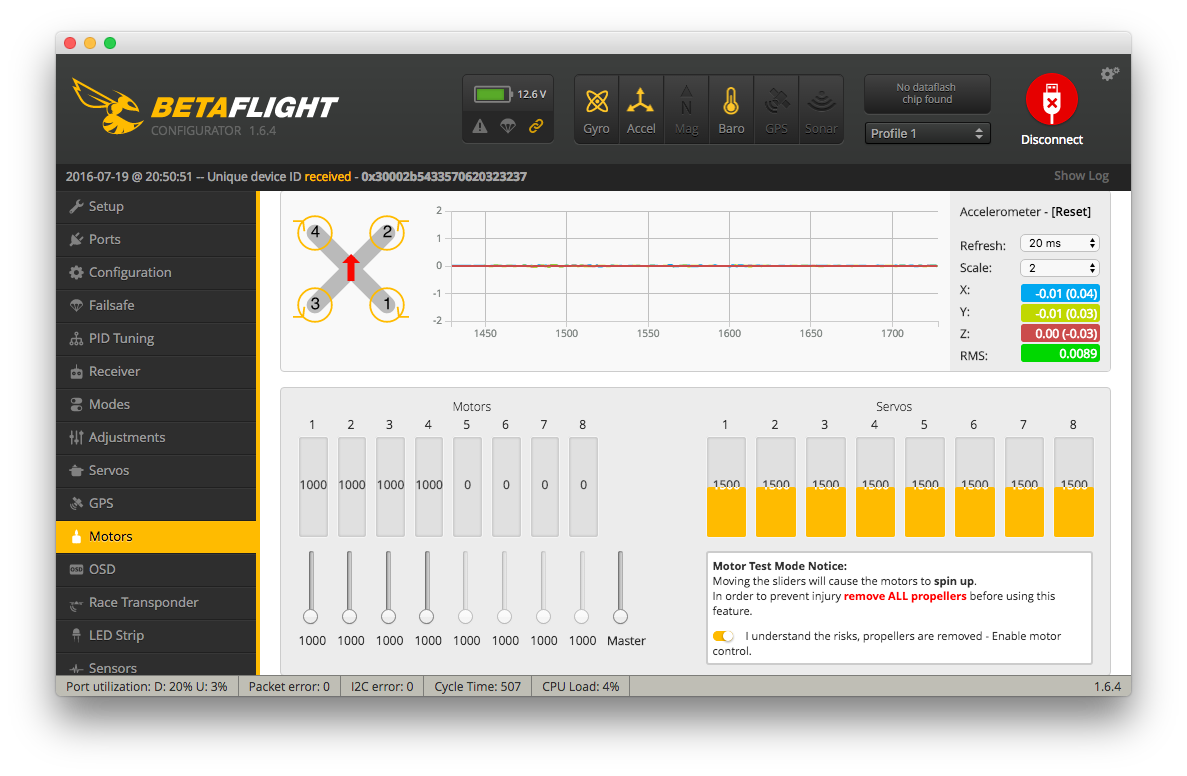 BETAFLIGHT
CONFIGURATOR 1.6.4
12.6 V
Gyro Accel Mag Baro GPS Sonar
No dataflash
chip found
Profile 1
Disconnect
2016-07-19 @ 20:50:51 -- Unique device ID received - 0x30002b5433570620323237
Show Log
Setup
Ports
Configuration
Failsafe
PID Tuning
Receiver
Modes
Adjustments
Servos
GPS
Motors
OSD
OSD
Race Transponder
LED Strip
Sensors
4 2
3 1
2
1
0
-1
-2
1450 1500 1550 1600 1650 1700
Accelerometer - [Reset]
Refresh: 20 ms
Scale: 2
X: -0.01 (0.04)
Y: -0.01 (0.03)
Z: 0.00 (-0.03)
RMS: 0.0089
Motors
1 2 3 4 5 6 7 8
1000 1000 1000 1000 0 0 0 0
1000 1000 1000 1000 1000 1000 1000 1000 Master
Servos
1 2 3 4 5 6 7 8
1500 1500 1500 1500 1500 1500 1500 1500
Motor Test Mode Notice:
Moving the sliders will cause the motors to spin up.
In order to prevent injury remove ALL propellers before using this
feature.
I understand the risks, propellers are removed - Enable motor
control.
Port utilization: D: 20% U: 3% Packet error: 0 I2C error: 0 Cycle Time: 507 CPU Load: 4% 1.6.4